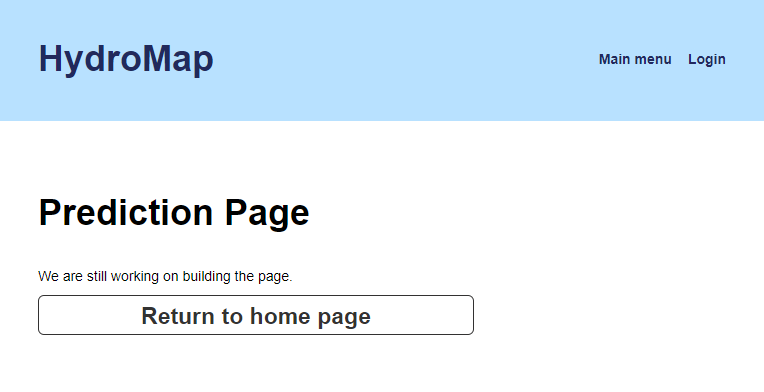 HydroMap
Main menu Login
Prediction Page
We are still working on building the page.
Return to home page